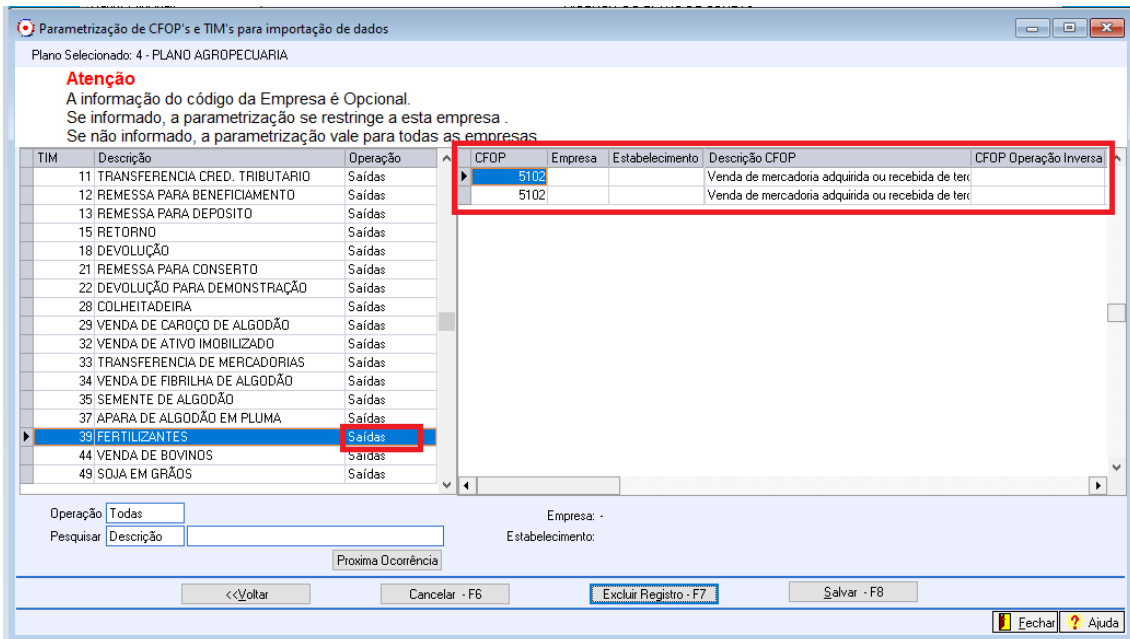 Parametrização de CFOP's e TIM's para importação de dados
Plano Selecionado: 4 - PLANO AGROPECUARIA
Atenção
A informação do código da Empresa é Opcional.
Se informado, a parametrização se restringe a esta empresa .
Se não informado, a parametrização vale para todas as empresas
TIM Descrição Operação
11 TRANSFERENCIA CRED. TRIBUTARIO Saídas
12 REMESSA PARA BENEFICIAMENTO Saídas
13 REMESSA PARA DEPOSITO Saídas
15 RETORNO Saídas
18 DEVOLUÇÃO Saídas
21 REMESSA PARA CONSERTO Saídas
22 DEVOLUÇÃO PARA DEMONSTRAÇÃO Saídas
28 COLHEITADEIRA Saídas
29 VENDA DE CAROÇO DE ALGODÃO Saídas
32 VENDA DE ATIVO IMOBILIZADO Saídas
33 TRANSFERENCIA DE MERCADORIAS Saídas
34 VENDA DE FIBRILHA DE ALGODÃO Saídas
35 SEMENTE DE ALGODÃO Saídas
37 APARA DE ALGODÃO EM PLUMA Saídas
39 FERTILIZANTES Saídas
44 VENDA DE BOVINOS Saídas
49 SOJA EM GRÃOS Saídas
CFOP Empresa Estabelecimento Descrição CFOP CFOP Operação Inversa
5102 Venda de mercadoria adquirida ou recebida de terc
5102 Venda de mercadoria adquirida ou recebida de terc
Operação Todas
Pesquisar Descrição
Proxima Ocorrência
Empresa: -
Estabelecimento:
<<Voltar
Cancelar - F6
Excluir Registro - F7
Salvar - F8
Fechar
? Ajuda